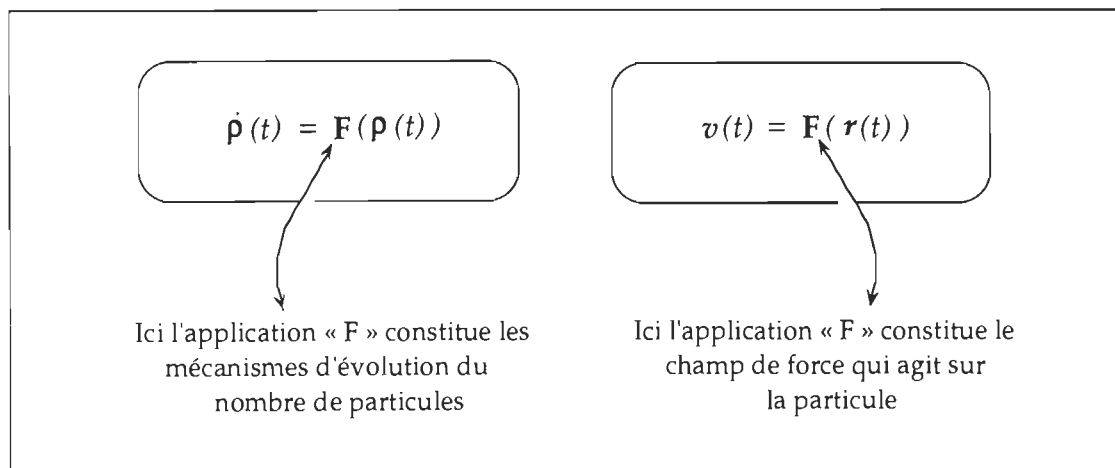 ρ̇(t) = F(ρ(t))
v(t) = F(r(t))
Ici l'application « F » constitue les
mécanismes d'évolution du
nombre de particules
Ici l'application « F » constitue le
champ de force qui agit sur
la particule